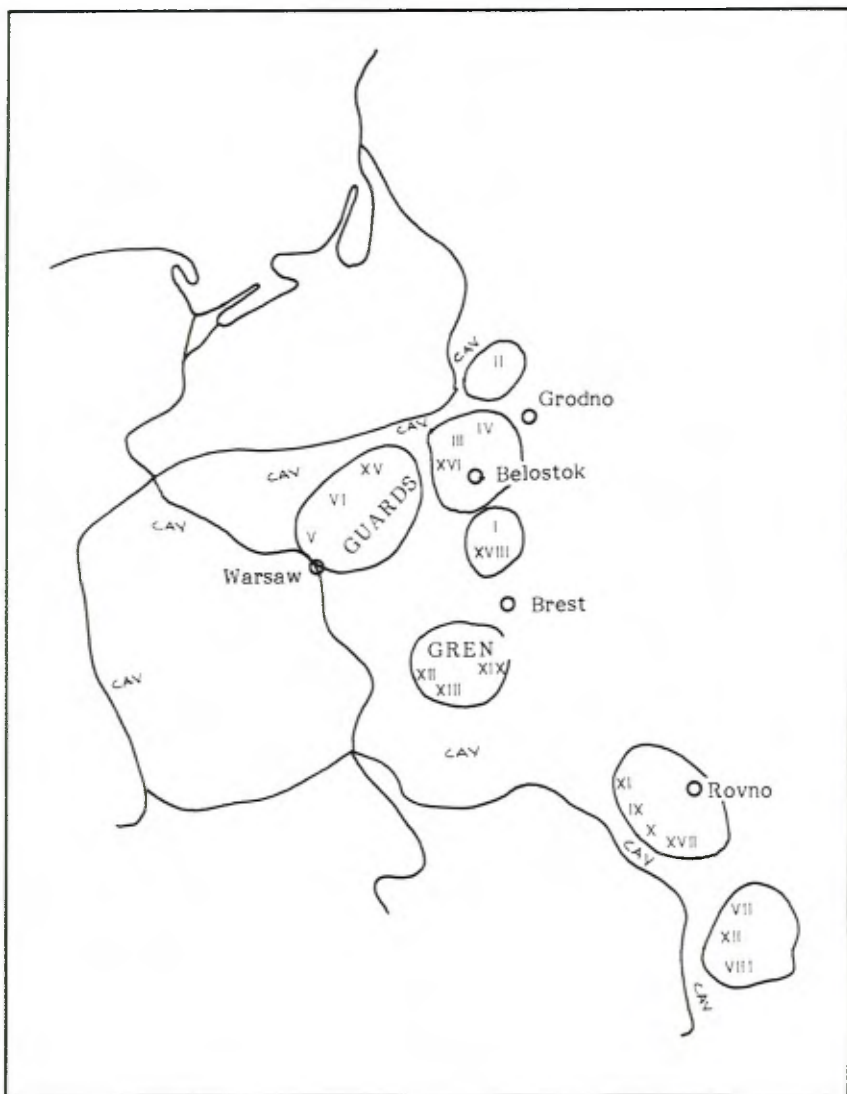 CAV
II
Grodno
CAV
III
IV
XVI
Belostok
CAV
XV
VI
GUARDS
V
CAV
I
XVIII
Warsaw
Brest
GREN
XII
XIX
XIII
CAV
CAV
XI
Rovno
IX
X
XVII
CAV
VII
XII
VIII
CAV